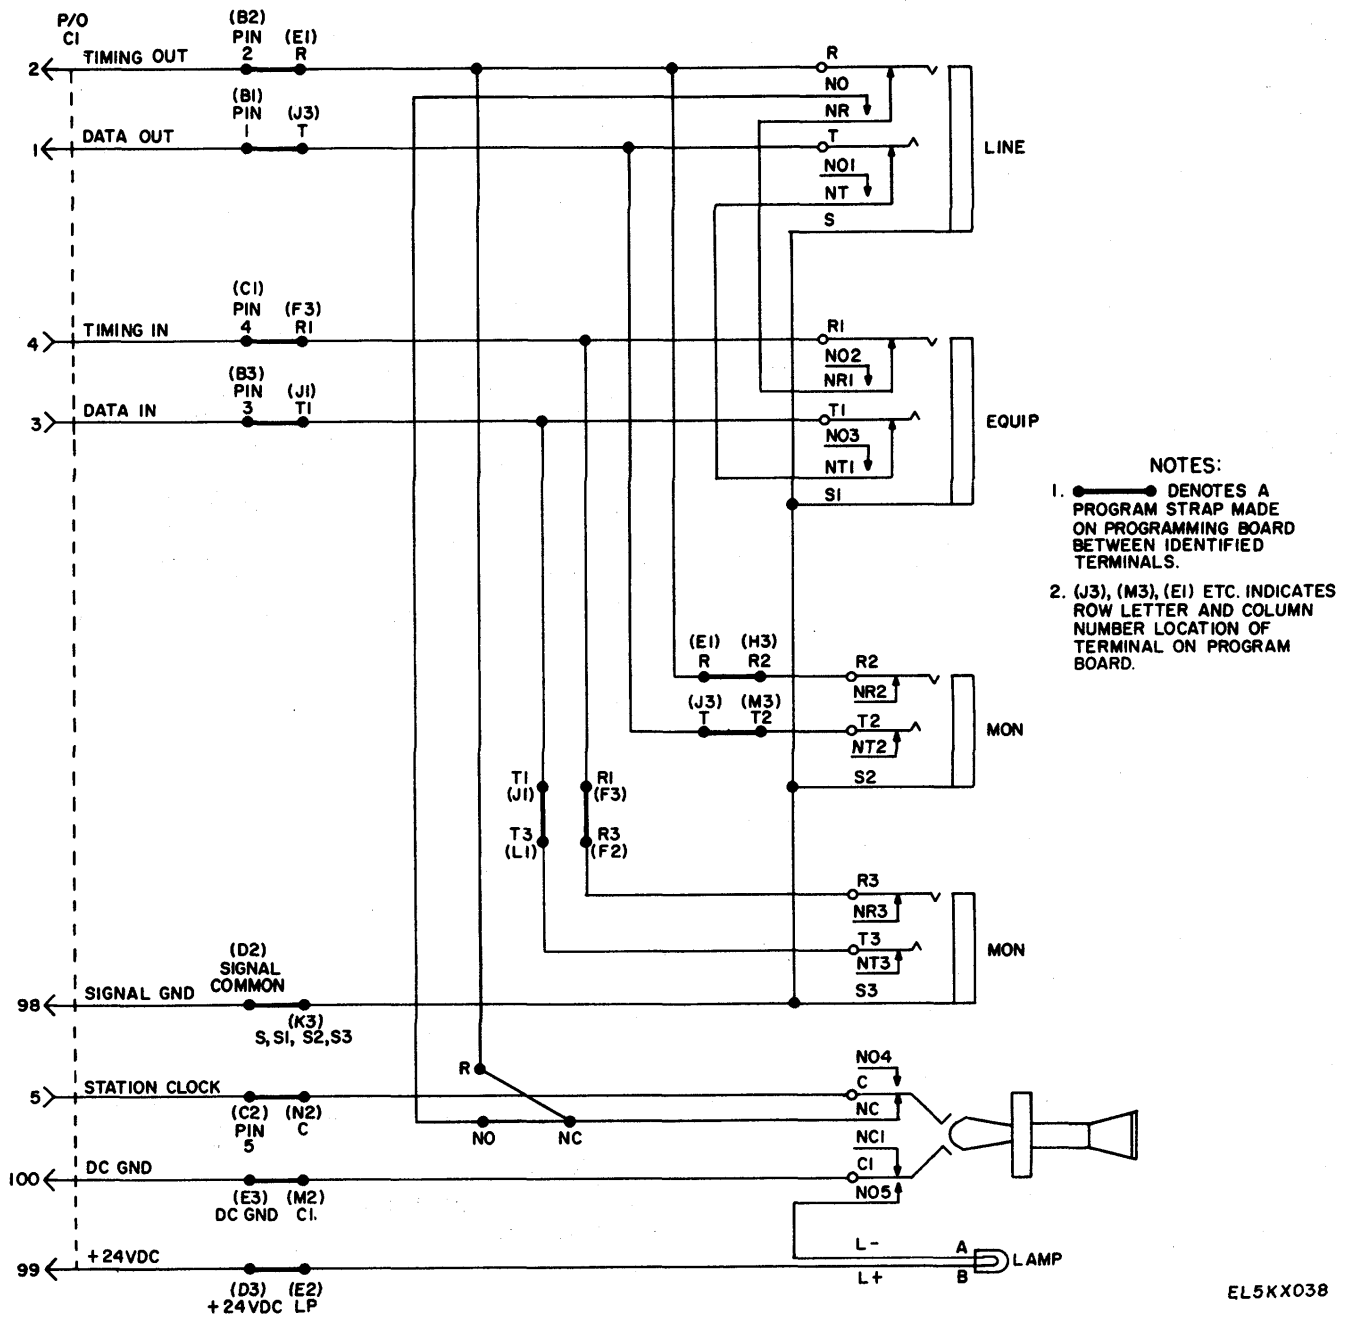 P/O
C1
(B2)
PIN
2
(E1)
R
2
TIMING OUT
R
NO
NR
(B1)
PIN
1
(J3)
T
1
DATA OUT
T
NO1
NT
S
LINE
(C1)
PIN
4
(F3)
R1
4
TIMING IN
R1
NO2
NR1
(B3)
PIN
3
(J1)
T1
3
DATA IN
T1
NO3
NT1
S1
EQUIP
NOTES:
1. DENOTES A
PROGRAM STRAP MADE
ON PROGRAMMING BOARD
BETWEEN IDENTIFIED
TERMINALS.
2. (J3), (M3), (E1) ETC. INDICATES
ROW LETTER AND COLUMN
NUMBER LOCATION OF
TERMINAL ON PROGRAM
BOARD.
(E1)
R
(H3)
R2
R2
NR2
(J3)
T
(M3)
T2
T2
NT2
S2
MON
T1
(J1)
R1
(F3)
T3
(L1)
R3
(F2)
R3
NR3
T3
NT3
S3
MON
(D2)
SIGNAL
COMMON
98
SIGNAL GND
(K3)
S, S1, S2, S3
R
NO
NC
5
STATION CLOCK
(C2)
PIN
5
(N2)
C
NO4
C
NC
NC1
C1
NO5
100
DC GND
(E3)
DC GND
(M2)
C1.
99
+24VDC
(D3)
+24VDC
(E2)
LP
L-
L+
A
B
LAMP
EL5KX038